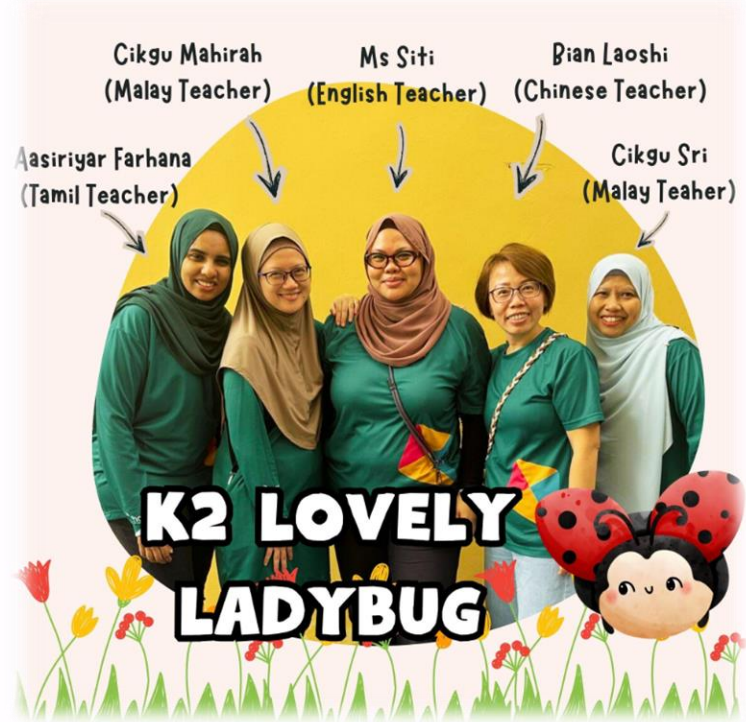 Cikgu Mahirah
(Malay Teacher)
Ms Siti
(English Teacher)
Bian Laoshi
(Chinese Teacher)
Aasiriyar Farhana
(Tamil Teacher)
Cikgu Sri
(Malay Teaher)
K2 LOVELY
LADYBUG